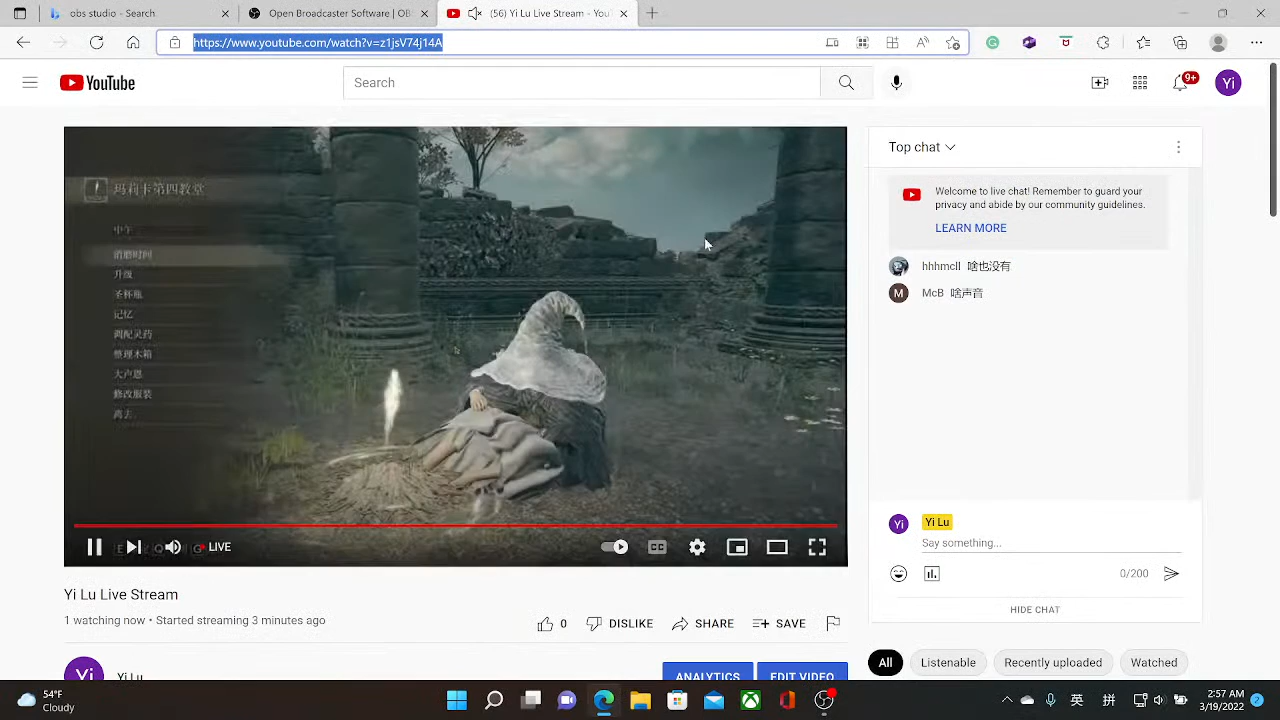 obs studio - Search
Open Broadcaster Software | OB
Yi Lu Live Stream - You
https://www.youtube.com/watch?v=z1jsV74j14A
YouTube
Search
9+
Yi
玛莉卡第四教堂
中午
消磨时间
升级
圣杯瓶
记忆
调配灵药
整理木箱
大声恩
修改服装
离去
LIVE
CC
Top chat
Welcome to live chat! Remember to guard your
privacy and abide by our community guidelines.
LEARN MORE
hhhmcll 啥也没有
M McB 啥声音
Yi Yi Lu
Say something...
0/200
HIDE CHAT
Yi Lu Live Stream
1 watching now • Started streaming 3 minutes ago
0 DISLIKE SHARE SAVE
Yi Yi Lu
ANALYTICS EDIT VIDEO
All Listenable Recently uploaded Watched
54°F
Cloudy
2:57 AM
3/19/2022
2